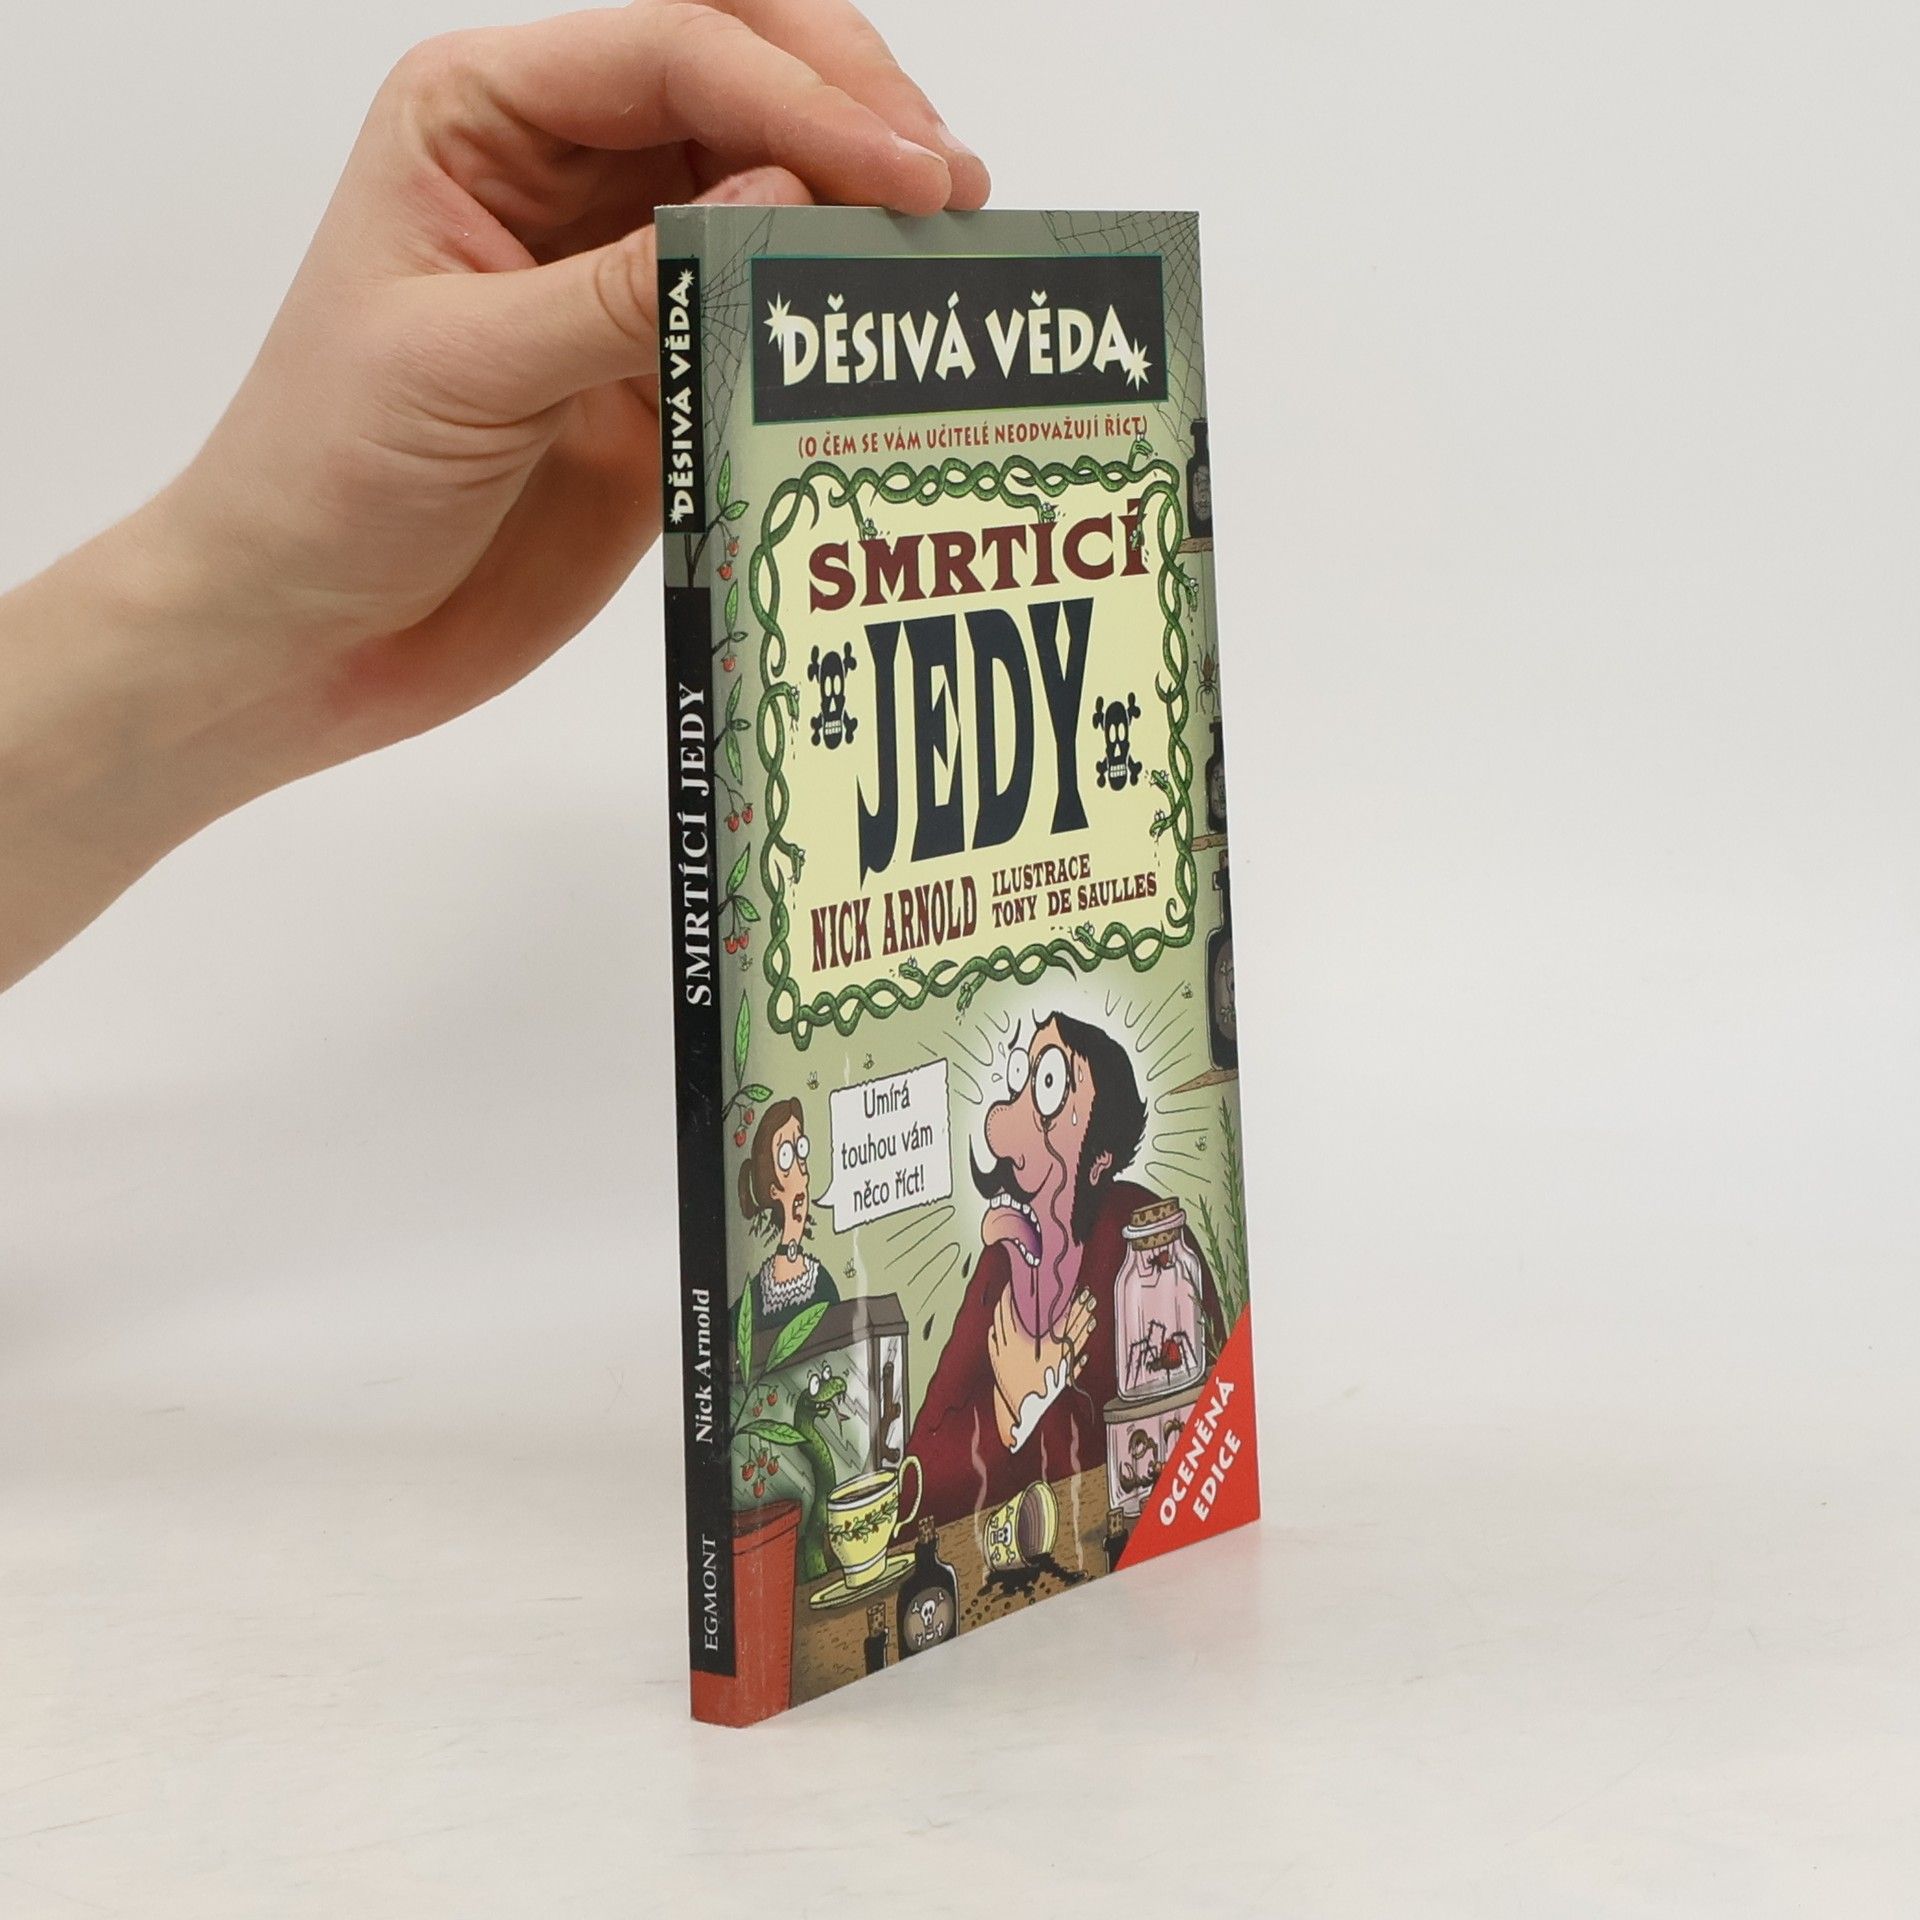 DĚSIVÁ VĚDA
SMRTÍCÍ JEDY
Nick Arnold
EGMONT
DĚSIVÁ VĚDA
(O ČEM SE VÁM UČITELÉ NEODVAŽUJÍ ŘÍCT)
SMRTICÍ
JEDY
NICK ARNOLD
ILUSTRACE
TONY DE SAULLES
Umírá
touhou vám
něco říct!
OCENĚNÁ
EDICE